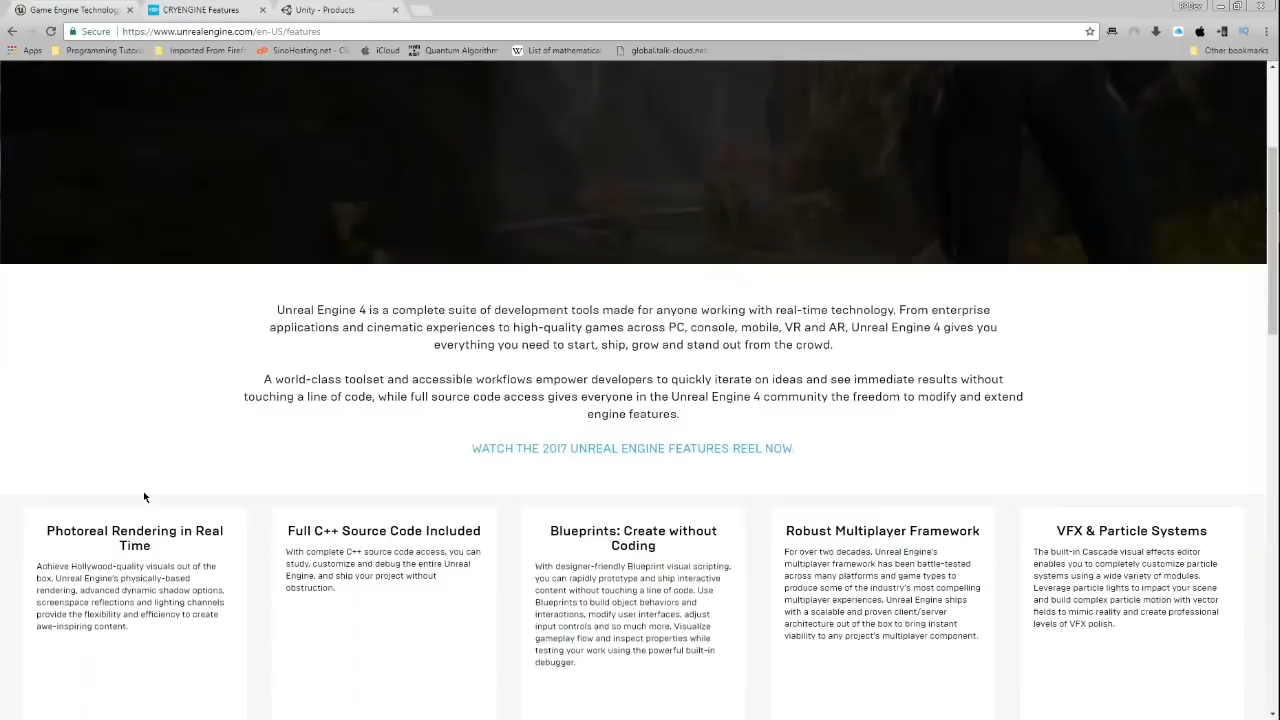 Game Engine Technolog
CRYENGINE Features
Unity - Products
Secure
https://www.unrealengine.com/en-US/features
Apps
Programming Tutori
Imported From Firef
SinoHosting.net - Cli
iCloud
Quantum Algorithm
List of mathematical
global.talk-cloud.net
Other bookmarks
Unreal Engine 4 is a complete suite of development tools made for anyone working with real-time technology. From enterprise
applications and cinematic experiences to high-quality games across PC, console, mobile, VR and AR, Unreal Engine 4 gives you
everything you need to start, ship, grow and stand out from the crowd.
A world-class toolset and accessible workflows empower developers to quickly iterate on ideas and see immediate results without
touching a line of code, while full source code access gives everyone in the Unreal Engine 4 community the freedom to modify and extend
engine features.
WATCH THE 2017 UNREAL ENGINE FEATURES REEL NOW.
Photoreal Rendering in Real
Time
Achieve Hollywood-quality visuals out of the
box. Unreal Engine's physically-based
rendering, advanced dynamic shadow options,
screenspace reflections and lighting channels
provide the flexibility and efficiency to create
awe-inspiring content.
Full C++ Source Code Included
With complete C++ source code access, you can
study, customize and debug the entire Unreal
Engine, and ship your project without
obstruction.
Blueprints: Create without
Coding
With designer-friendly Blueprint visual scripting,
you can rapidly prototype and ship interactive
content without touching a line of code. Use
Blueprints to build object behaviors and
interactions, modify user interfaces, adjust
input controls and so much more. Visualize
gameplay flow and inspect properties while
testing your work using the powerful built-in
debugger.
Robust Multiplayer Framework
For over two decades, Unreal Engine's
multiplayer framework has been battle-tested
across many platforms and game types to
produce some of the industry's most compelling
multiplayer experiences. Unreal Engine ships
with a scalable and proven client/server
architecture out of the box to bring instant
viability to any project's multiplayer component.
VFX & Particle Systems
The built-in Cascade visual effects editor
enables you to completely customize particle
systems using a wide variety of modules.
Leverage particle lights to impact your scene
and build complex particle motion with vector
fields to mimic reality and create professional
levels of VFX polish.